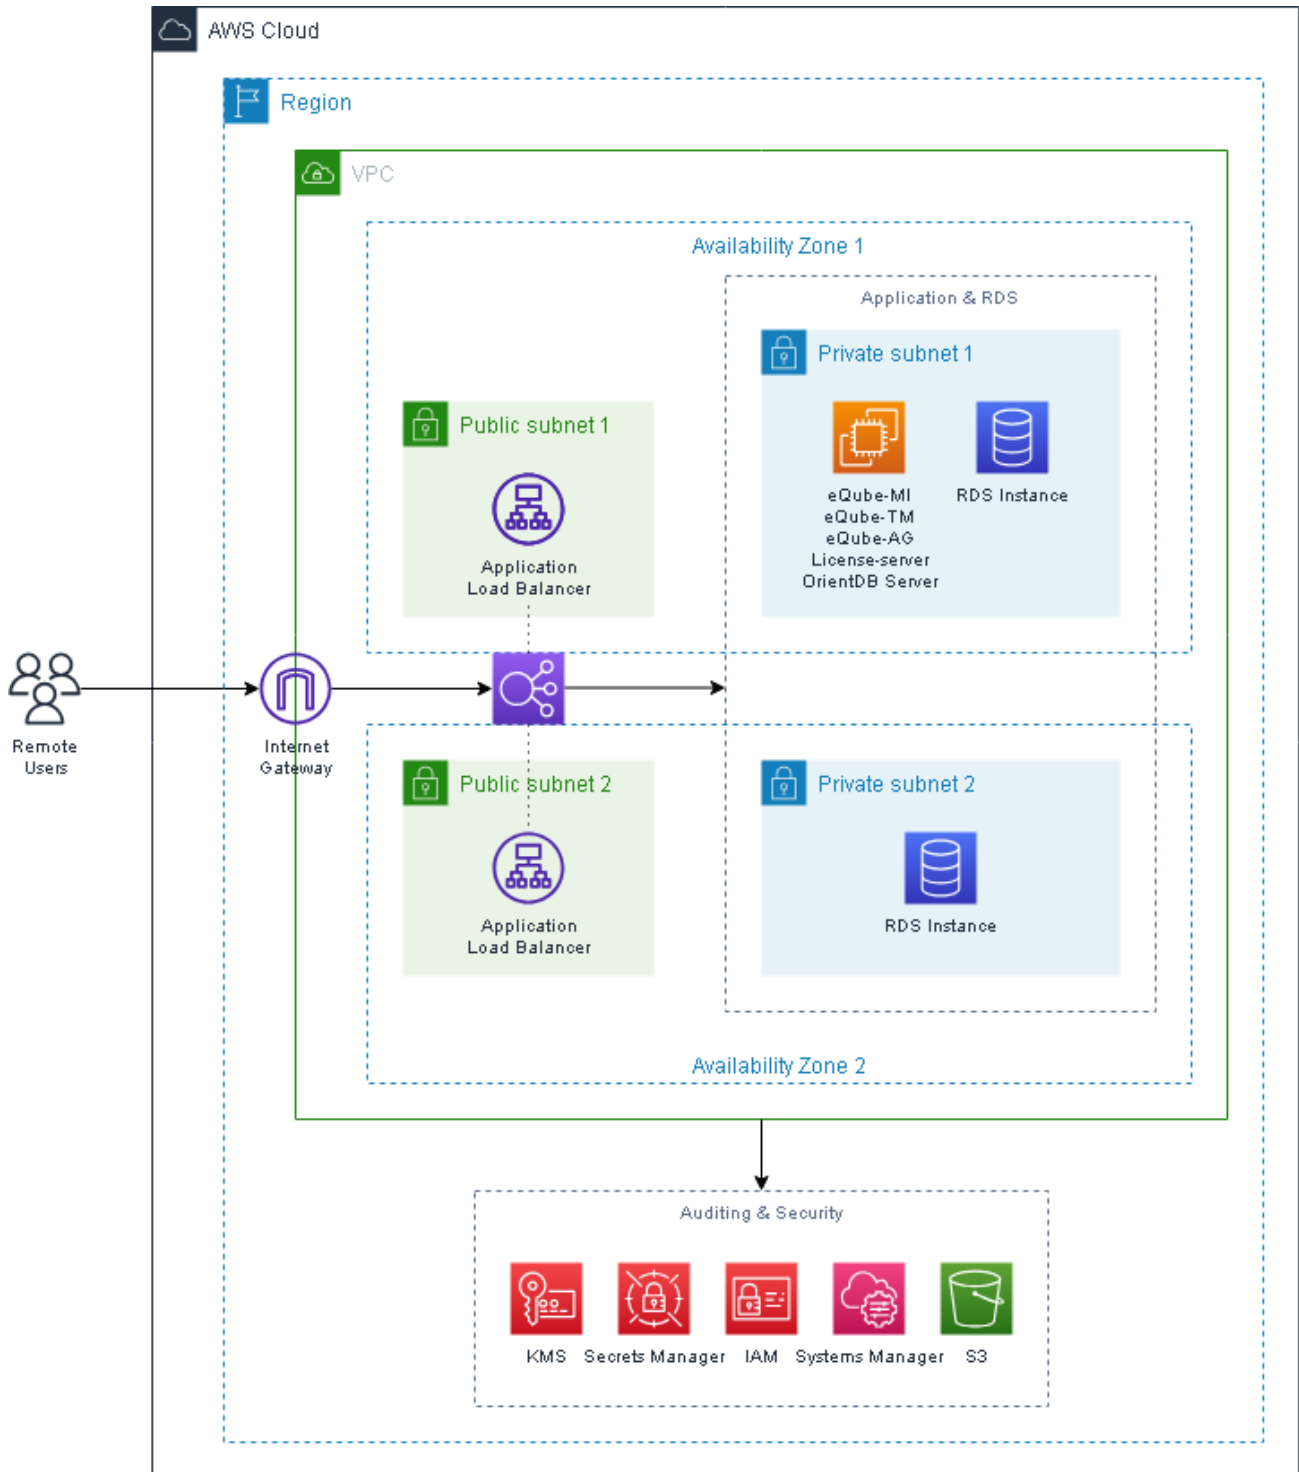 AWS Cloud
Region
VPC
Availability Zone 1
Application & RDS
Private subnet 1
Public subnet 1
eQube-MI
eQube-TM
eQube-AG
License-server
OrientDB Server
RDS Instance
Application
Load Balancer
Remote
Users
Internet
Gateway
Public subnet 2
Private subnet 2
Application
Load Balancer
RDS Instance
Availability Zone 2
Auditing & Security
KMS
Secrets Manager
IAM
Systems Manager
S3